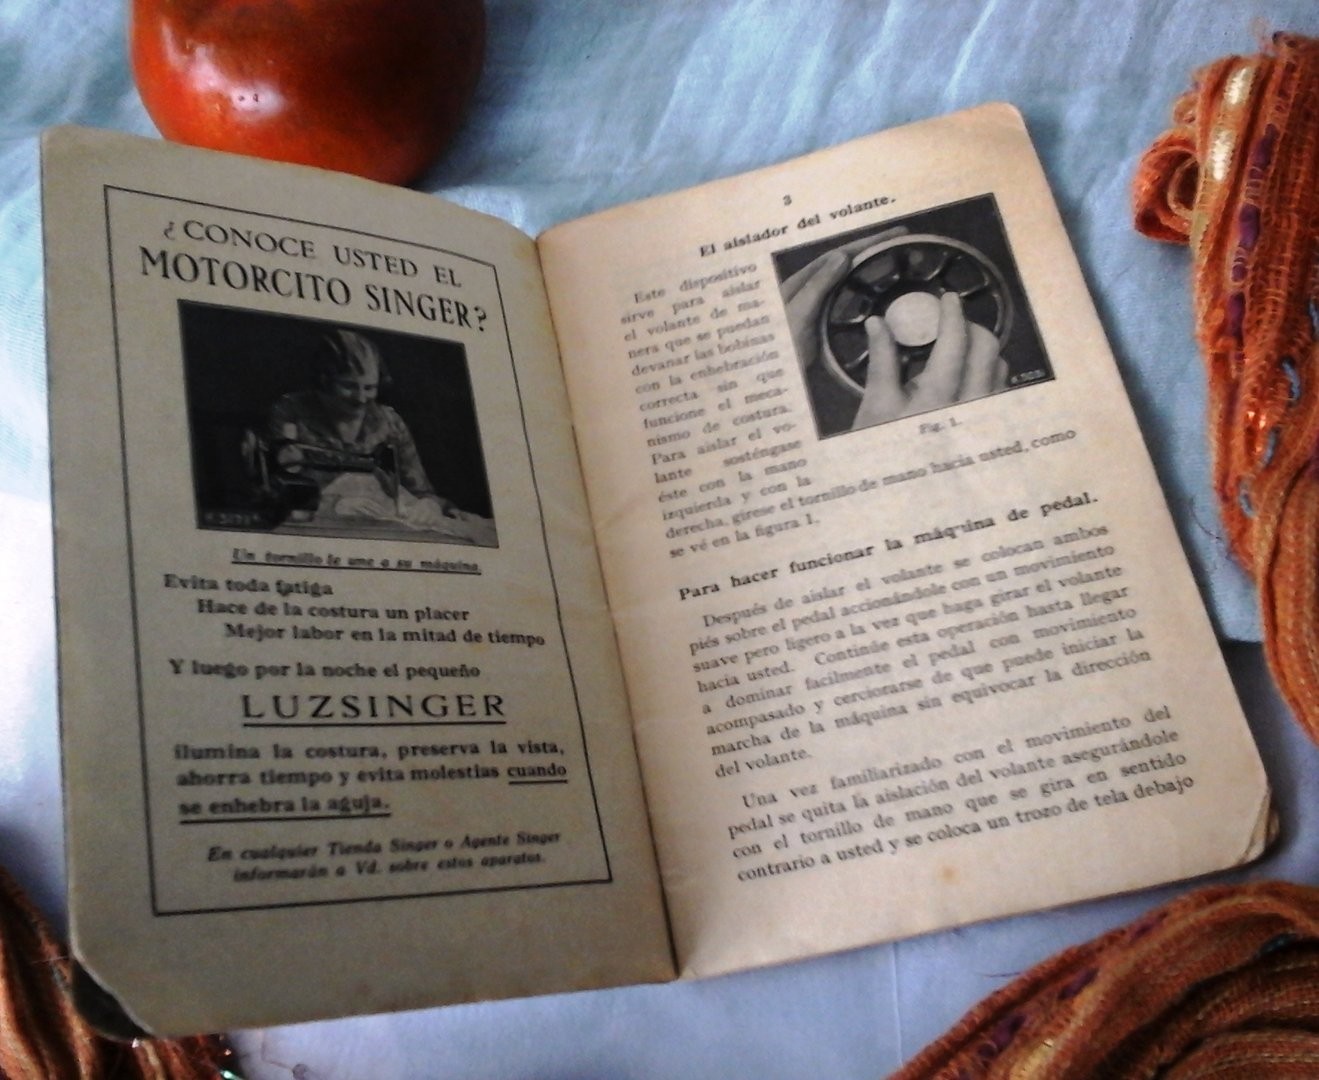 ¿CONOCE USTED EL
MOTORCITO SINGER?
Un tornillo le une a su máquina.
Evita toda fatiga
Hace de la costura un placer
Mejor labor en la mitad de tiempo
Y luego por la noche el pequeño
LUZSINGER
ilumina la costura, preserva la vista,
ahorra tiempo y evita molestias cuando
se enhebra la aguja.
En cualquier Tienda Singer o Agente Singer
informarán a Vd. sobre estos aparatos.
3
El aislador del volante.
Este dispositivo
sirve para aislar
el volante de ma-
nera que se puedan
devanar las bobinas
con la enhebración
correcta sin que
funcione el meca-
nismo de costura.
Para aislar el vo-
lante sosténgase
éste con la mano
izquierda y con la
derecha, gírese el tornillo de mano hacia usted, como
se vé en la figura 1.
Fig. 1.
Para hacer funcionar la máquina de pedal.
Después de aislar el volante se colocan ambos
piés sobre el pedal accionándole con un movimiento
suave pero ligero a la vez que haga girar el volante
hacia usted. Continúe esta operación hasta llegar
a dominar facilmente el pedal con movimiento
acompasado y cerciorarse de que puede iniciar la
marcha de la máquina sin equivocar la dirección
del volante.
Una vez familiarizado con el movimiento del
pedal se quita la aislación del volante asegurándole
con el tornillo de mano que se gira en sentido
contrario a usted y se coloca un trozo de tela debajo